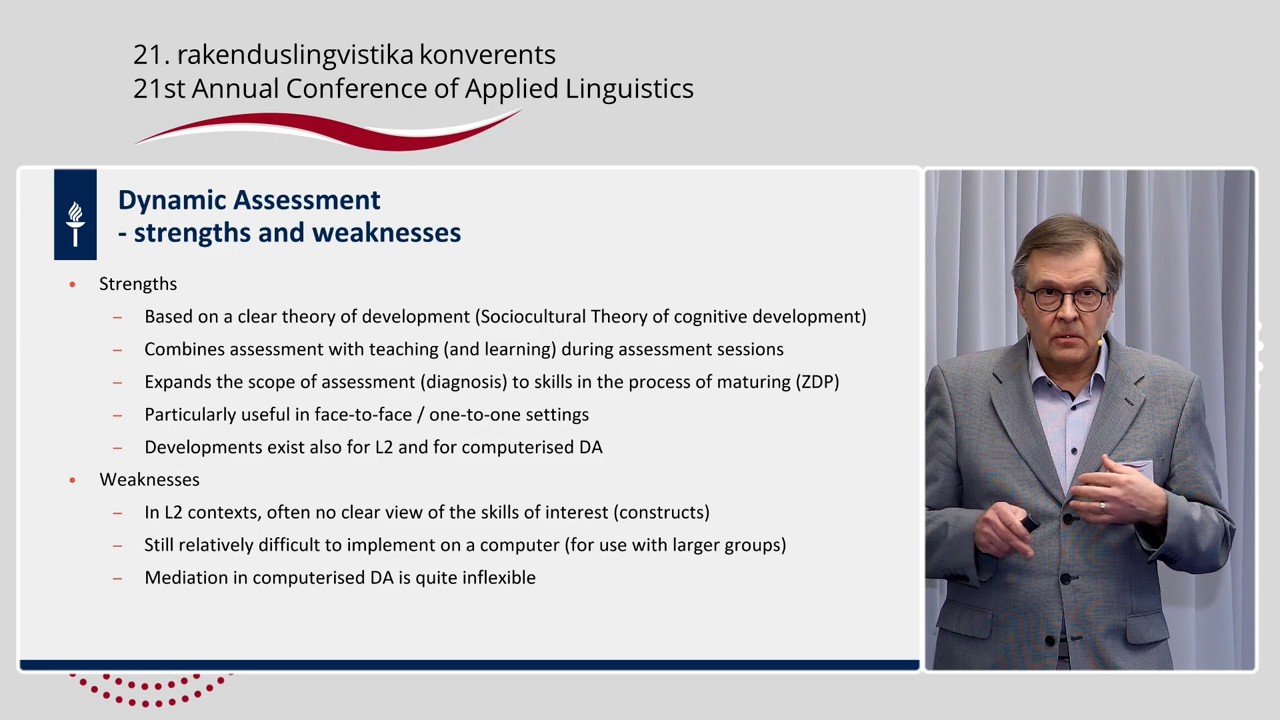 21. rakenduslingvistika konverents
21st Annual Conference of Applied Linguistics
Dynamic Assessment
- strengths and weaknesses
• Strengths
– Based on a clear theory of development (Sociocultural Theory of cognitive development)
– Combines assessment with teaching (and learning) during assessment sessions
– Expands the scope of assessment (diagnosis) to skills in the process of maturing (ZDP)
– Particularly useful in face-to-face / one-to-one settings
– Developments exist also for L2 and for computerised DA
• Weaknesses
– In L2 contexts, often no clear view of the skills of interest (constructs)
– Still relatively difficult to implement on a computer (for use with larger groups)
– Mediation in computerised DA is quite inflexible